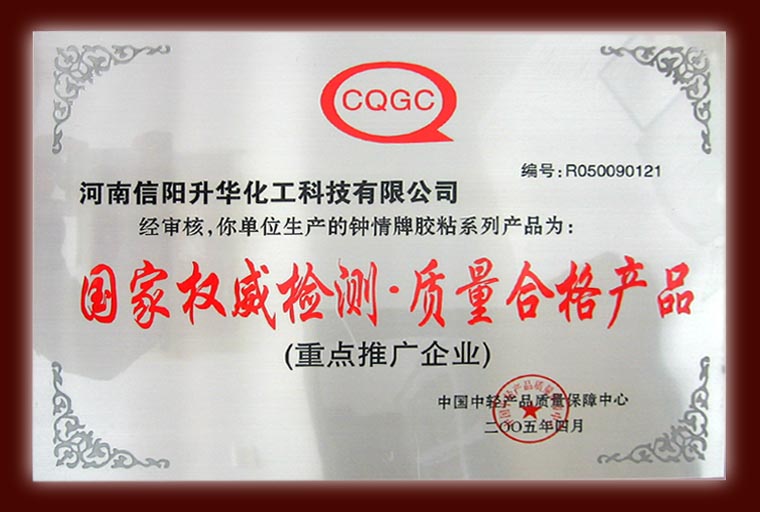 CQGC
编号:R050090121
河南信阳升华化工科技有限公司
经审核,你单位生产的钟情牌胶粘系列产品为:
国家权威检测·质量合格产品
(重点推广企业)
中国中轻产品质量保障中心
二〇〇五年四月